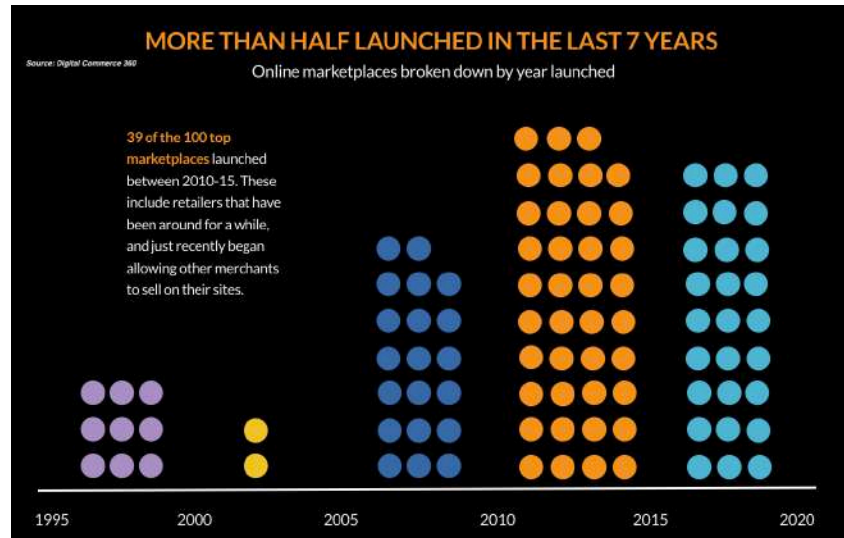 MORE THAN HALF LAUNCHED IN THE LAST 7 YEARS
Source: Digital Commerce 360
Online marketplaces broken down by year launched
39 of the 100 top
marketplaces launched
between 2010-15. These
include retailers that have
been around for a while,
and just recently began
allowing other merchants
to sell on their sites.
1995 2000 2005 2010 2015 2020